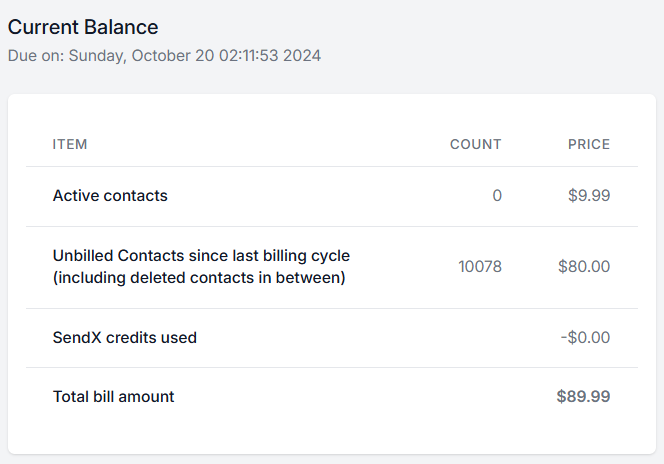 Current Balance
Due on: Sunday, October 20 02:11:53 2024
ITEM COUNT PRICE
Active contacts 0 $9.99
Unbilled Contacts since last billing cycle
(including deleted contacts in between) 10078 $80.00
SendX credits used -$0.00
Total bill amount $89.99